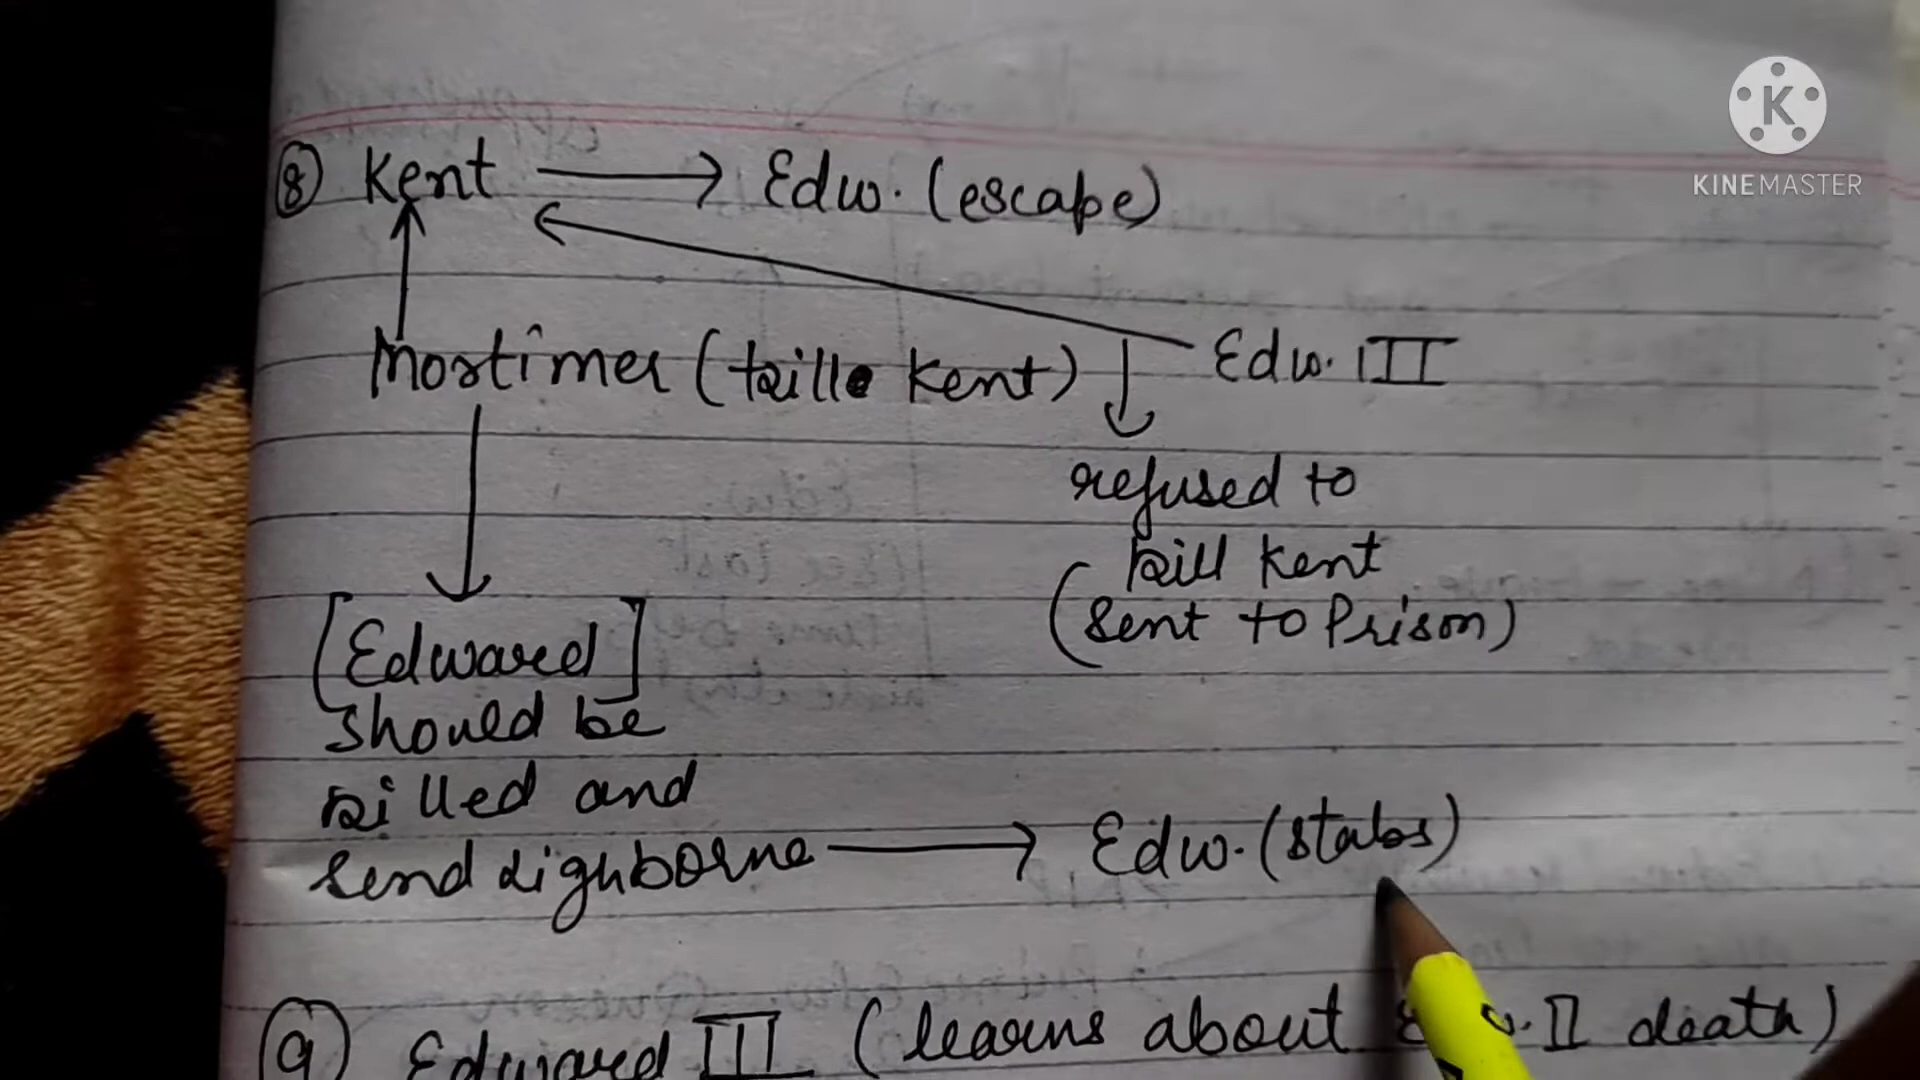 ⑧ Kent → Edw. (escape)
Mortimer (kill Kent)
Edw. III
refused to
kill Kent
(Sent to Prison)
[Edward]
should be
killed and
send Lighborne → Edw. (stabs)
⑨ Edward III (learns about II death)
K
KINEMASTER